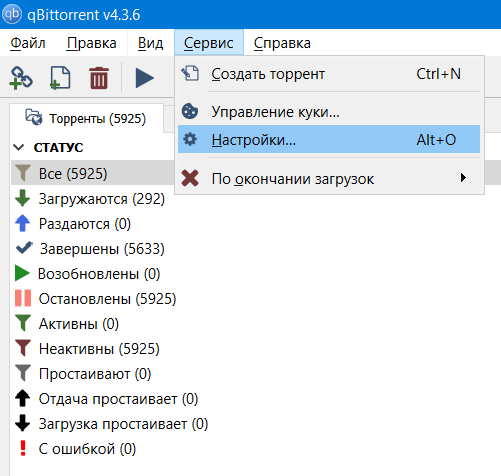 qb qBittorrent v4.3.6
Файл Правка Вид Сервис Справка
Создать торрент Ctrl+N
Управление куки...
Настройки... Alt+O
По окончании загрузок
Торренты (5925)
СТАТУС
Все (5925)
Загружаются (292)
Раздаются (0)
Завершены (5633)
Возобновлены (0)
Остановлены (5925)
Активны (0)
Неактивны (5925)
Простаивают (0)
Отдача простаивает (0)
Загрузка простаивает (0)
С ошибкой (0)